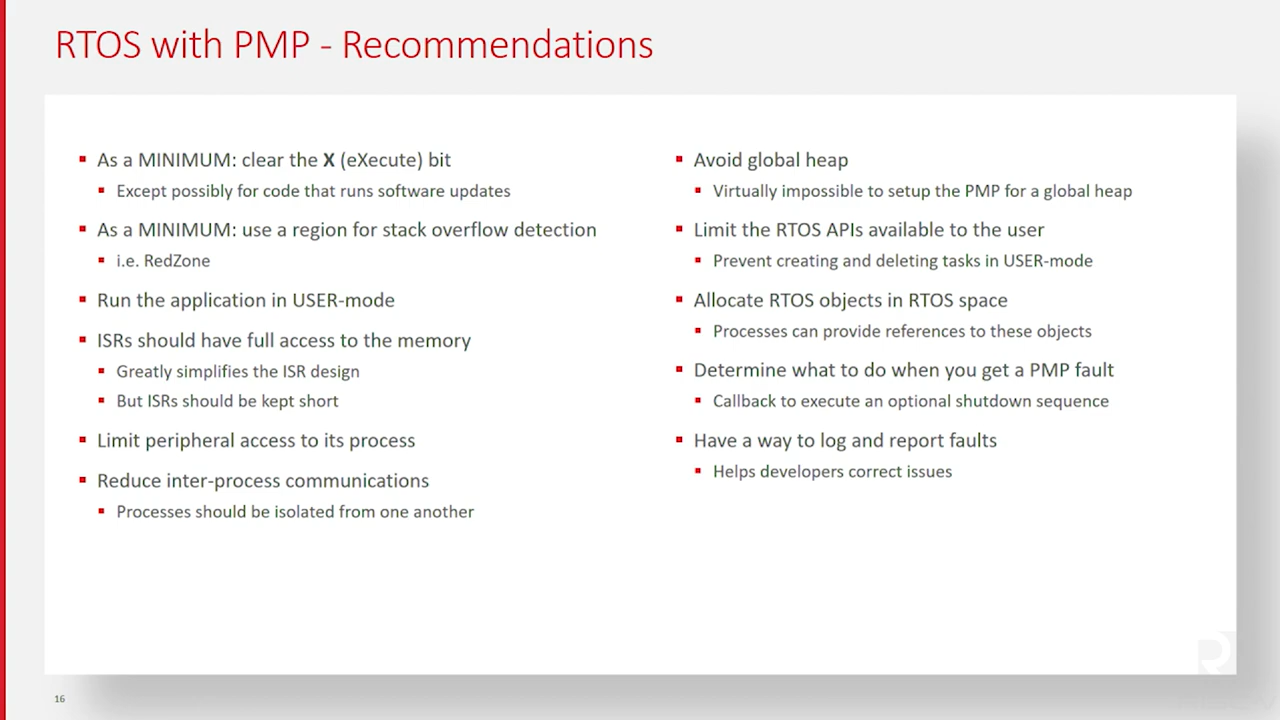 RTOS with PMP - Recommendations
As a MINIMUM: clear the X (eXecute) bit
Except possibly for code that runs software updates
As a MINIMUM: use a region for stack overflow detection
i.e. RedZone
Run the application in USER-mode
ISRs should have full access to the memory
Greatly simplifies the ISR design
But ISRs should be kept short
Limit peripheral access to its process
Reduce inter-process communications
Processes should be isolated from one another
Avoid global heap
Virtually impossible to setup the PMP for a global heap
Limit the RTOS APIs available to the user
Prevent creating and deleting tasks in USER-mode
Allocate RTOS objects in RTOS space
Processes can provide references to these objects
Determine what to do when you get a PMP fault
Callback to execute an optional shutdown sequence
Have a way to log and report faults
Helps developers correct issues
16